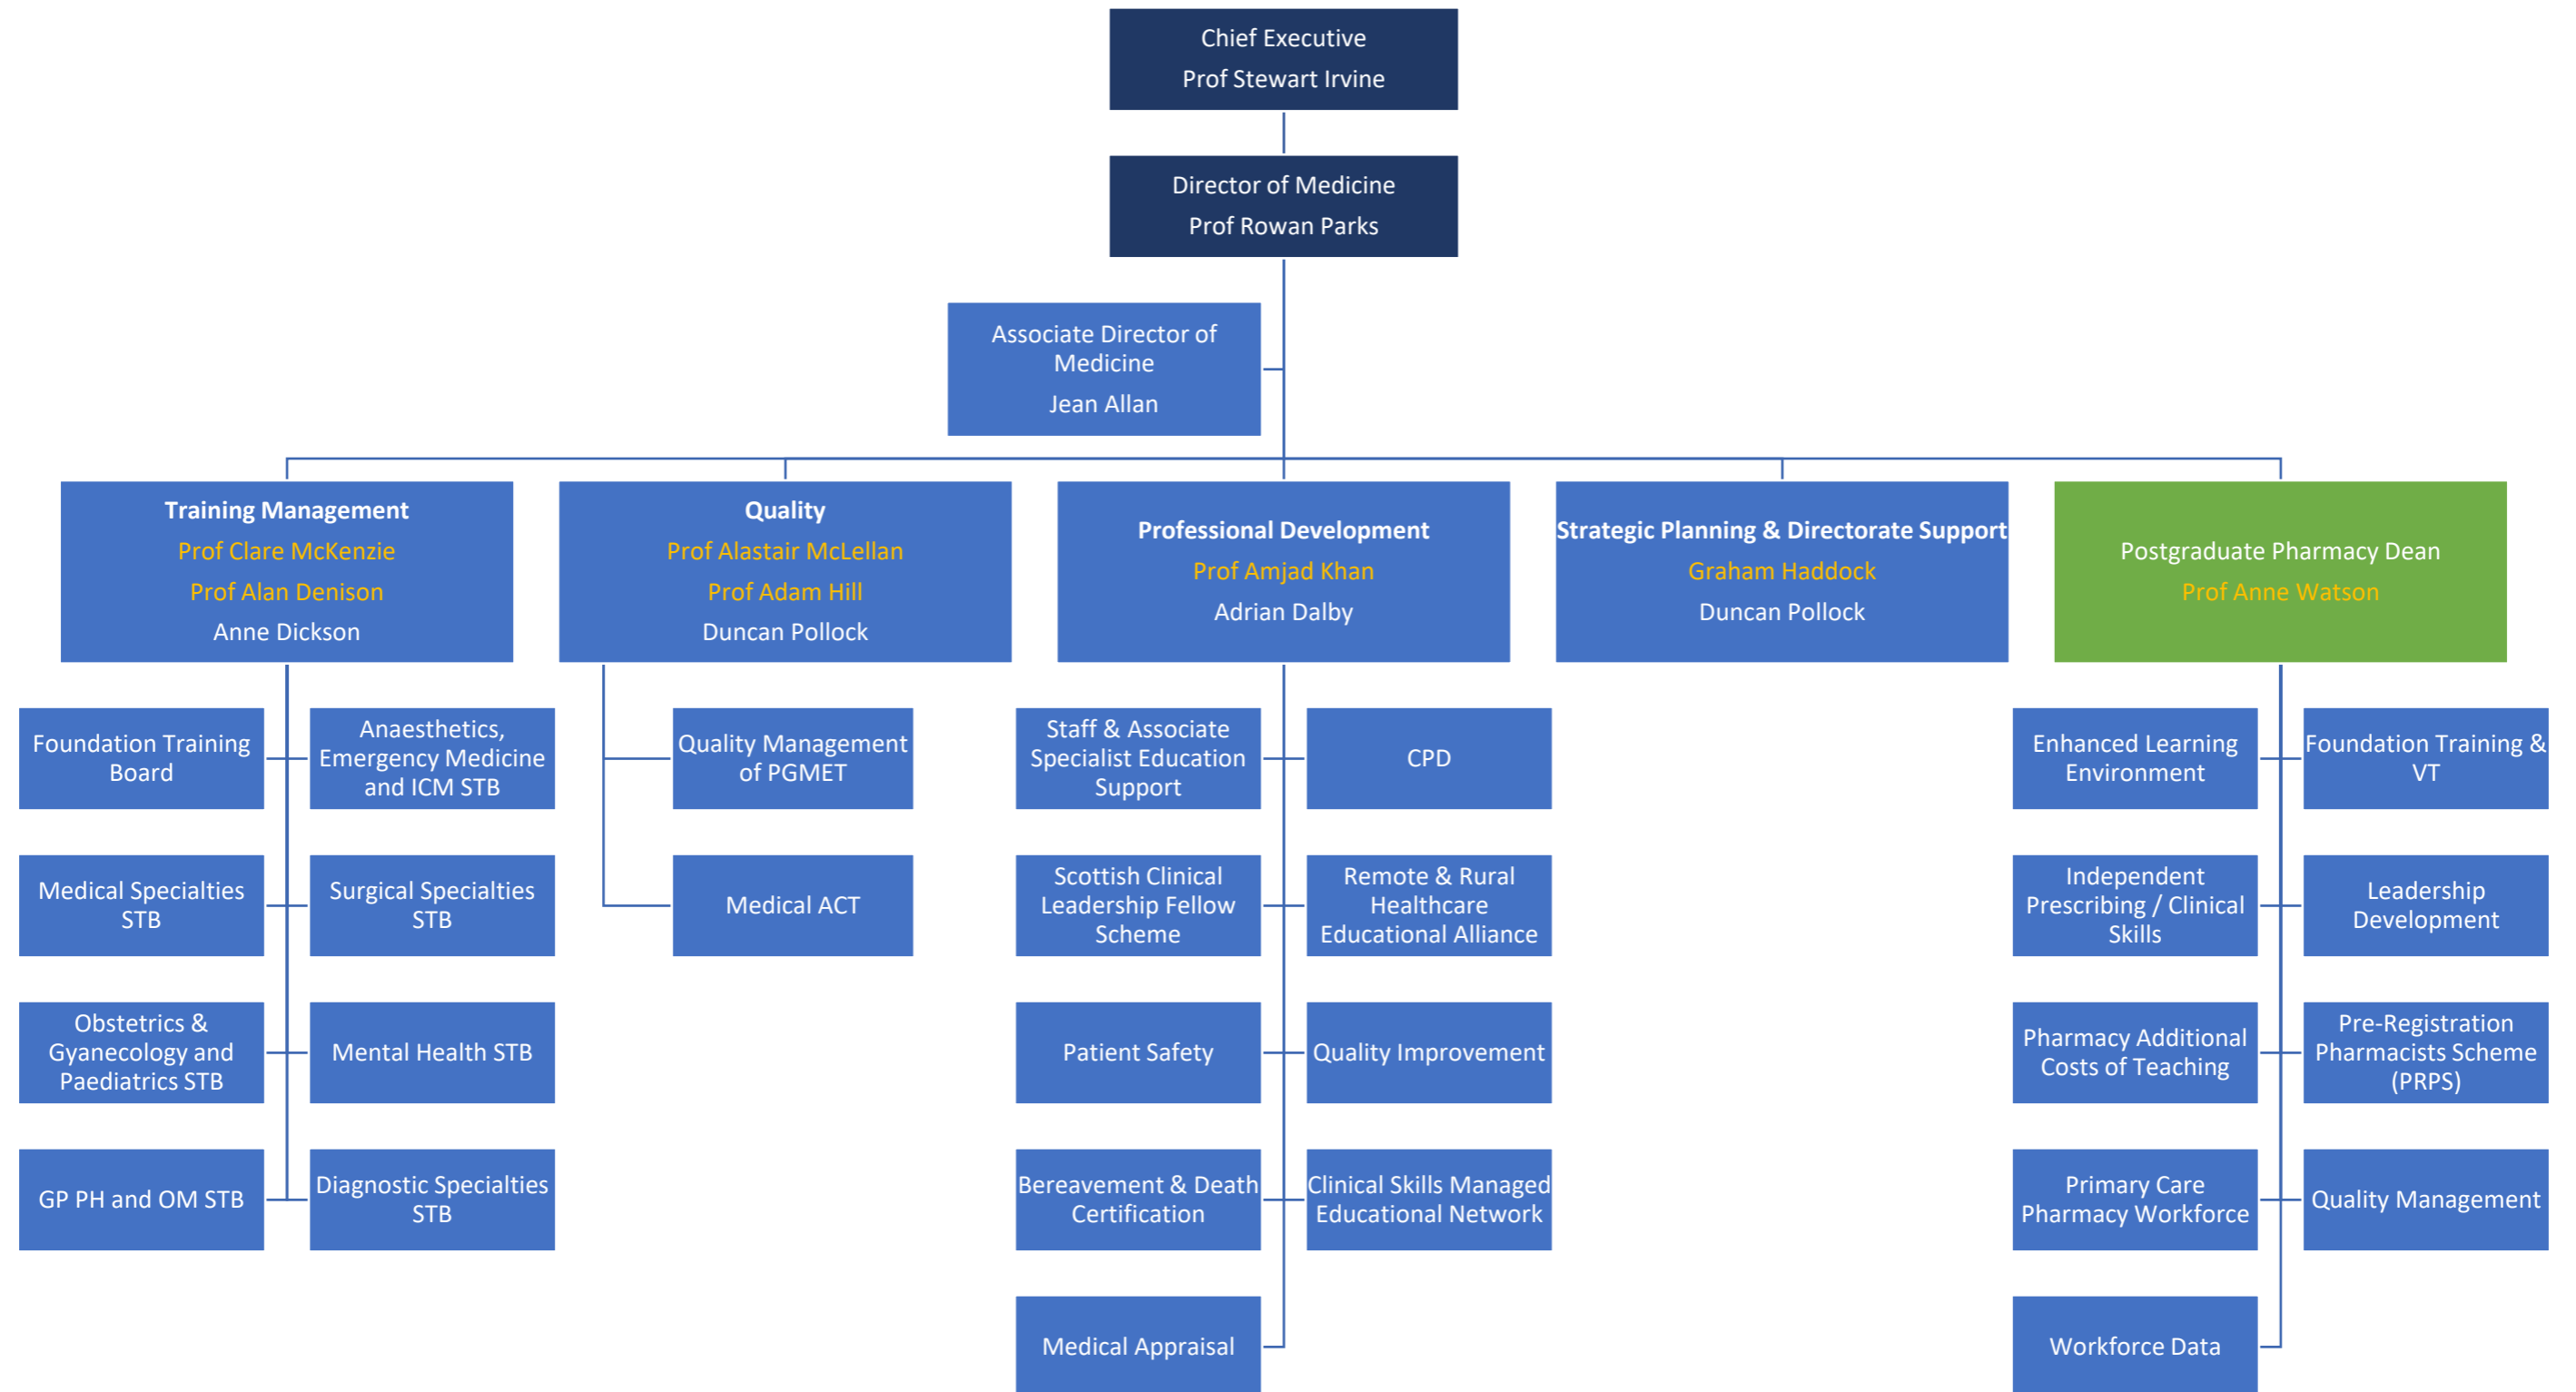 Chief Executive
Prof Stewart Irvine
Director of Medicine
Prof Rowan Parks
Associate Director of
Medicine
Jean Allan
Training Management
Prof Clare McKenzie
Prof Alan Denison
Anne Dickson
Quality
Prof Alastair McLellan
Prof Adam Hill
Duncan Pollock
Professional Development
Prof Amjad Khan
Adrian Dalby
Strategic Planning & Directorate Support
Graham Haddock
Duncan Pollock
Postgraduate Pharmacy Dean
Prof Anne Watson
Foundation Training
Board
Anaesthetics,
Emergency Medicine
and ICM STB
Medical Specialties
STB
Surgical Specialties
STB
Obstetrics &
Gyanecology and
Paediatrics STB
Mental Health STB
GP PH and OM STB
Diagnostic Specialties
STB
Quality Management
of PGMET
Medical ACT
Staff & Associate
Specialist Education
Support
CPD
Scottish Clinical
Leadership Fellow
Scheme
Remote & Rural
Healthcare
Educational Alliance
Patient Safety
Quality Improvement
Bereavement & Death
Certification
Clinical Skills Managed
Educational Network
Medical Appraisal
Enhanced Learning
Environment
Foundation Training &
VT
Independent
Prescribing / Clinical
Skills
Leadership
Development
Pharmacy Additional
Costs of Teaching
Pre-Registration
Pharmacists Scheme
(PRPS)
Primary Care
Pharmacy Workforce
Quality Management
Workforce Data